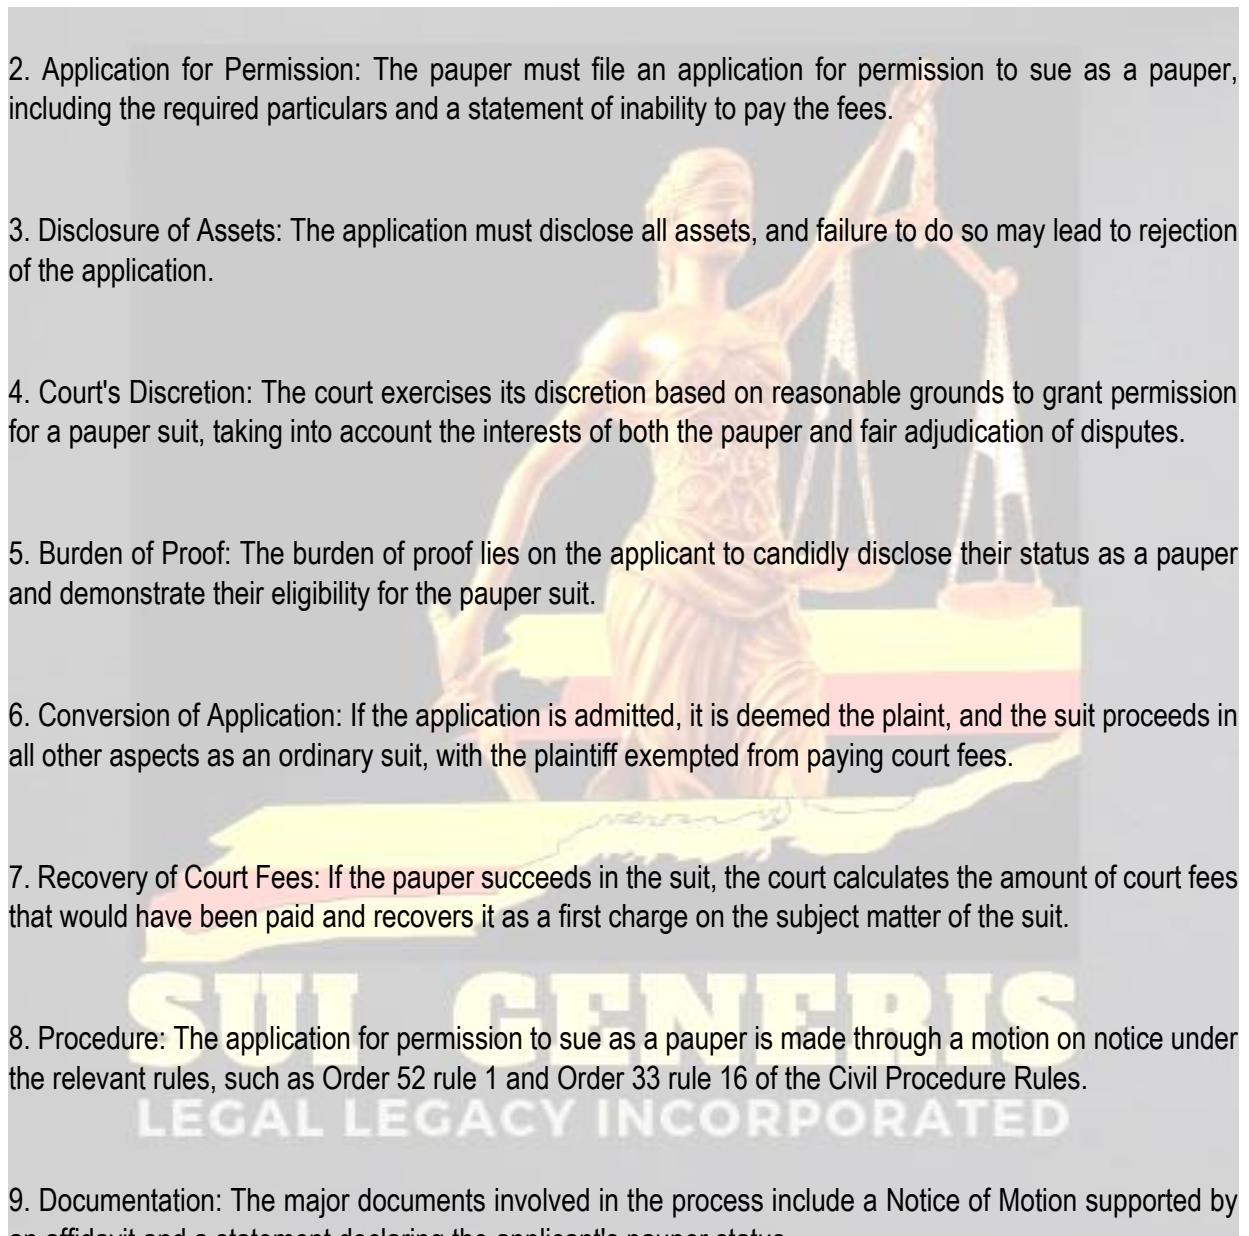 2. Application for Permission: The pauper must file an application for permission to sue as a pauper,
including the required particulars and a statement of inability to pay the fees.
3. Disclosure of Assets: The application must disclose all assets, and failure to do so may lead to rejection
of the application.
4. Court's Discretion: The court exercises its discretion based on reasonable grounds to grant permission
for a pauper suit, taking into account the interests of both the pauper and fair adjudication of disputes.
5. Burden of Proof: The burden of proof lies on the applicant to candidly disclose their status as a pauper
and demonstrate their eligibility for the pauper suit.
6. Conversion of Application: If the application is admitted, it is deemed the plaint, and the suit proceeds in
all other aspects as an ordinary suit, with the plaintiff exempted from paying court fees.
7. Recovery of Court Fees: If the pauper succeeds in the suit, the court calculates the amount of court fees
that would have been paid and recovers it as a first charge on the subject matter of the suit.
SUI GENERIS
8. Procedure: The application for permission to sue as a pauper is made through a motion on notice under
the relevant rules, such as Order 52 rule 1 and Order 33 rule 16 of the Civil Procedure Rules.
LEGAL LEGACY INCORPORATED
9. Documentation: The major documents involved in the process include a Notice of Motion supported by
an affidavit and a statement declaring the applicant's pauper status.